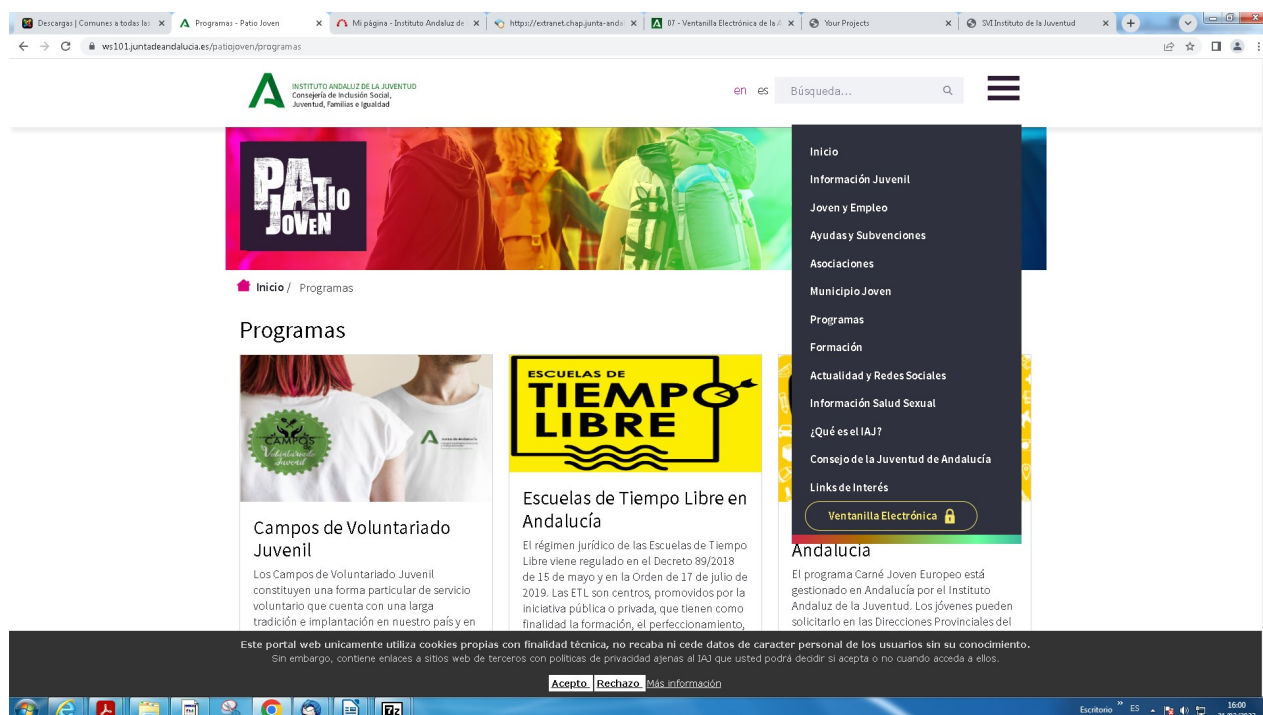 Descargas | Comunes a todas las
Programas - Patio Joven
Mi página - Instituto Andaluz de
https://extranet.chap.junta-anda
07 - Ventanilla Electrónica de la A
Your Projects
SVI Instituto de la Juventud
ws101.juntadeandalucia.es/patiojoven/programas
INSTITUTO ANDALUZ DE LA JUVENTUD
Consejería de Inclusión Social,
Juventud, Familias e Igualdad
en es
Búsqueda...
PATIO
JOVEN
Inicio
Información Juvenil
Joven y Empleo
Ayudas y Subvenciones
Asociaciones
Municipio Joven
Programas
Formación
Actualidad y Redes Sociales
Información Salud Sexual
¿Qué es el IAJ?
Consejo de la Juventud de Andalucía
Links de Interés
Ventanilla Electrónica
Inicio / Programas
Programas
CAMPOS
Voluntariado
Juvenil
Campos de Voluntariado
Juvenil
Los Campos de Voluntariado Juvenil
constituyen una forma particular de servicio
voluntario que cuenta con una larga
tradición e implantación en nuestro país y en
ESCUELAS DE
TIEMPO
LIBRE
Escuelas de Tiempo Libre en
Andalucía
El régimen jurídico de las Escuelas de Tiempo
Libre viene regulado en el Decreto 89/2018
de 15 de mayo y en la Orden de 17 de julio de
2019. Las ETL son centros, promovidos por la
iniciativa pública o privada, que tienen como
finalidad la formación, el perfeccionamiento,
Andalucía
El programa Carné Joven Europeo está
gestionado en Andalucía por el Instituto
Andaluz de la Juventud. Los jóvenes pueden
solicitarlo en las Direcciones Provinciales del
Este portal web unicamente utiliza cookies propias con finalidad técnica, no recaba ni cede datos de caracter personal de los usuarios sin su conocimiento.
Sin embargo, contiene enlaces a sitios web de terceros con políticas de privacidad ajenas al IAJ que usted podrá decidir si acepta o no cuando acceda a ellos.
Acepto Rechazo Más información
Escritorio » ES 16:00